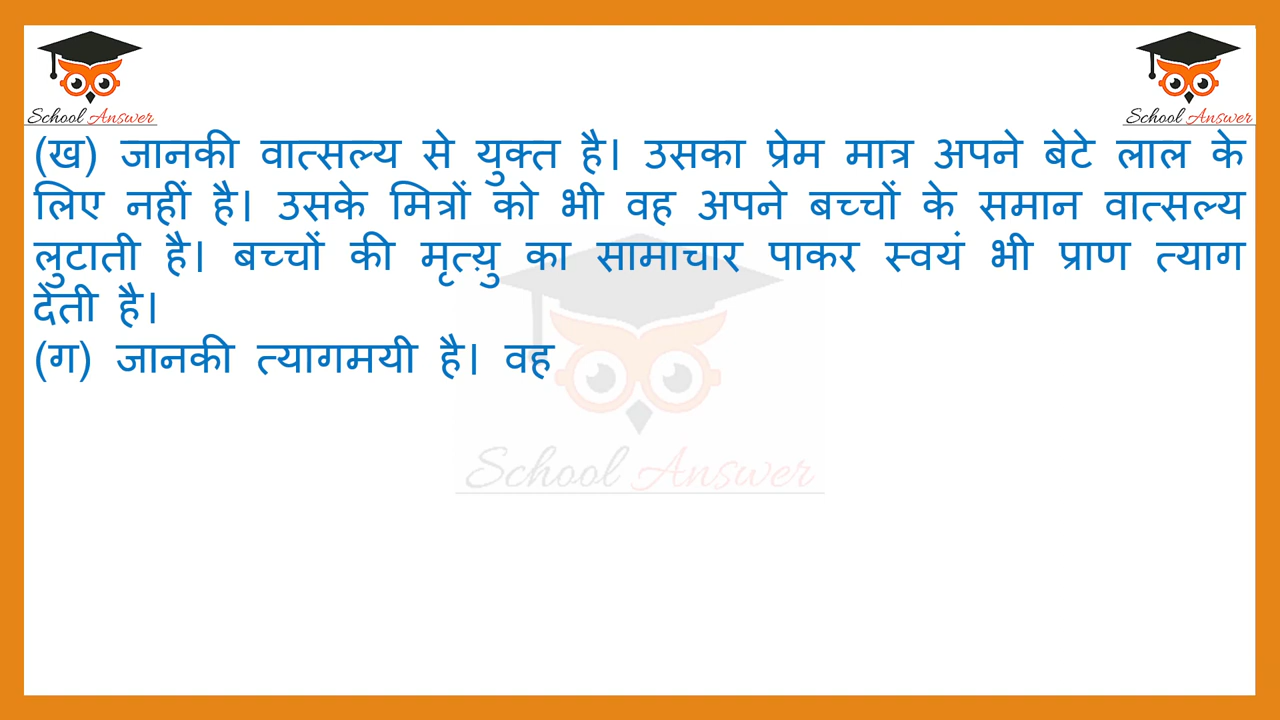 School Answer
School Answer
(ख) जानकी वात्सल्य से युक्त है। उसका प्रेम मात्र अपने बेटे लाल के
लिए नहीं है। उसके मित्रों को भी वह अपने बच्चों के समान वात्सल्य
लुटाती है। बच्चों की मृत्य़ु का सामाचार पाकर स्वयं भी प्राण त्याग
देती है।
(ग) जानकी त्यागमयी है। वह
School Answer